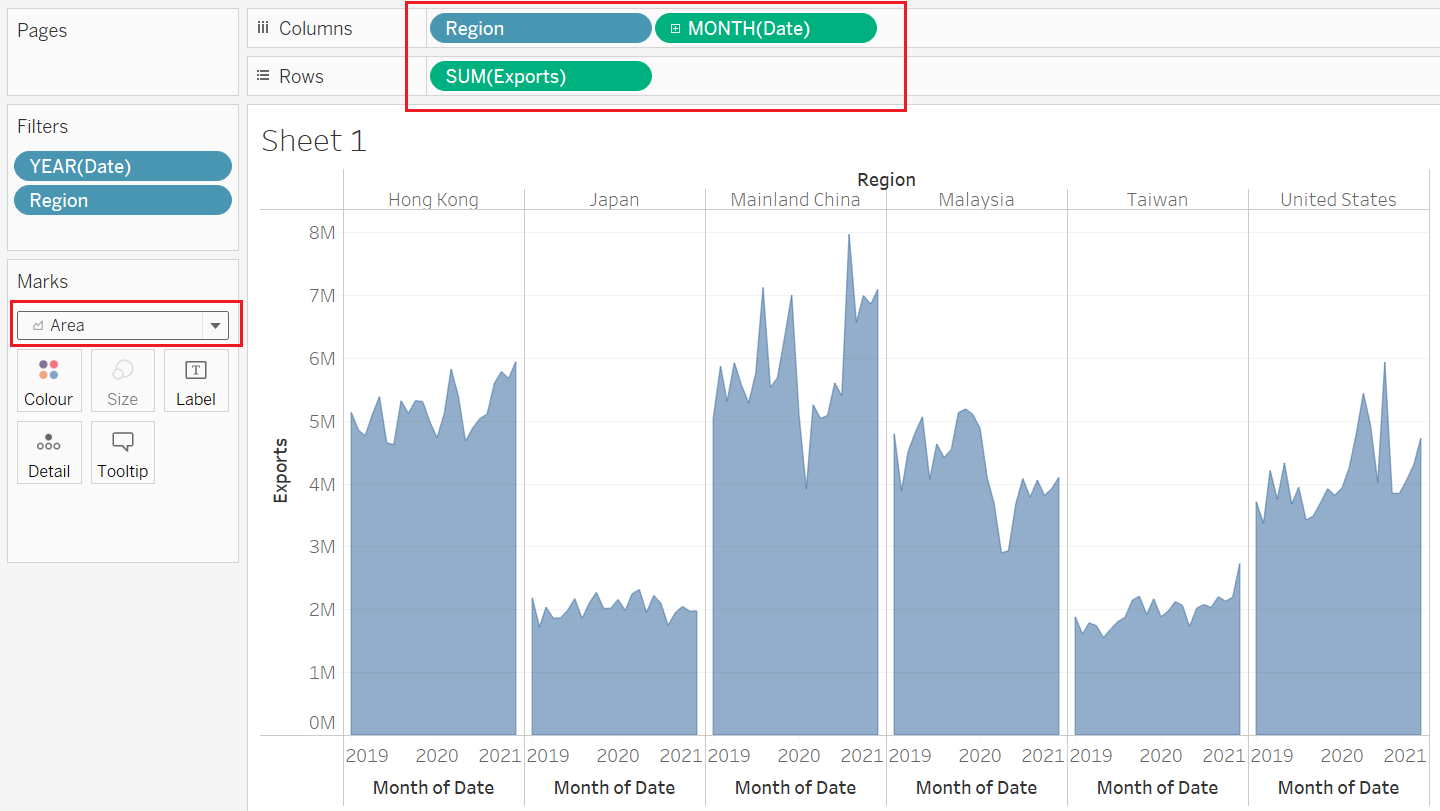 Pages
Columns
Region
MONTH(Date)
Rows
SUM(Exports)
Filters
YEAR(Date)
Region
Marks
Area
Colour
Size
Label
Detail
Tooltip
Sheet 1
Region
Hong Kong Japan Mainland China Malaysia Taiwan United States
Exports
8M
7M
6M
5M
4M
3M
2M
1M
0M
2019 2020 2021 2019 2020 2021 2019 2020 2021 2019 2020 2021 2019 2020 2021 2019 2020 2021
Month of Date Month of Date Month of Date Month of Date Month of Date Month of Date